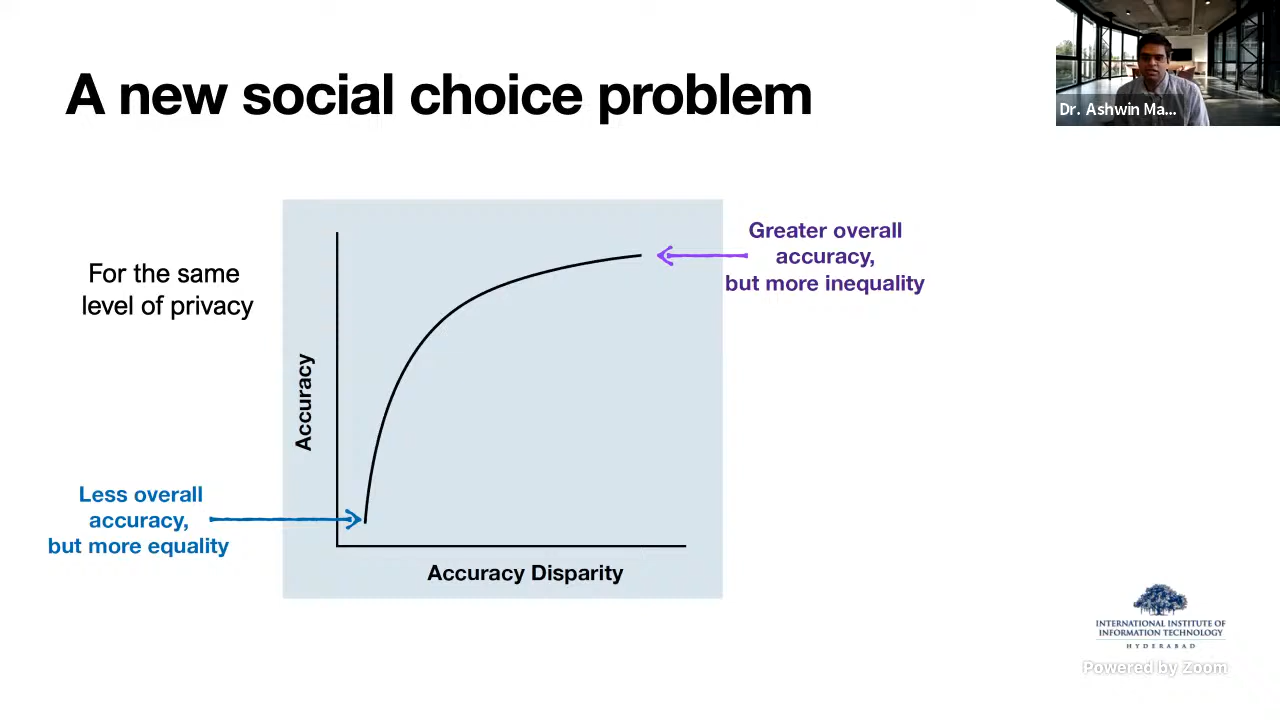 A new social choice problem
Dr. Ashwin Ma...
For the same
level of privacy
Greater overall
accuracy,
but more inequality
Accuracy
Less overall
accuracy,
but more equality
Accuracy Disparity
INTERNATIONAL INSTITUTE OF
INFORMATION TECHNOLOGY
HYDERABAD
Powered by Zoom